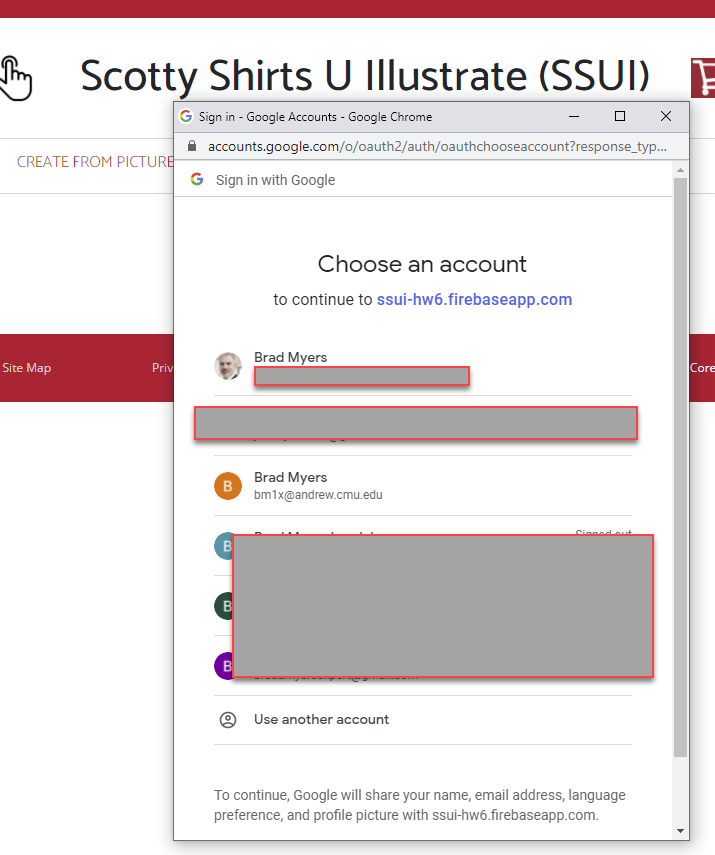 Scotty Shirts U Illustrate (SSUI)
Sign in - Google Accounts - Google Chrome
accounts.google.com/o/oauth2/auth/oauthchooseaccount?response_typ...
CREATE FROM PICTURE
G Sign in with Google
Choose an account
to continue to ssui-hw6.firebaseapp.com
Site Map
Priv
Core
Brad Myers
B Brad Myers
bm1x@andrew.cmu.edu
Signed out
B
B
B
Use another account
To continue, Google will share your name, email address, language
preference, and profile picture with ssui-hw6.firebaseapp.com.